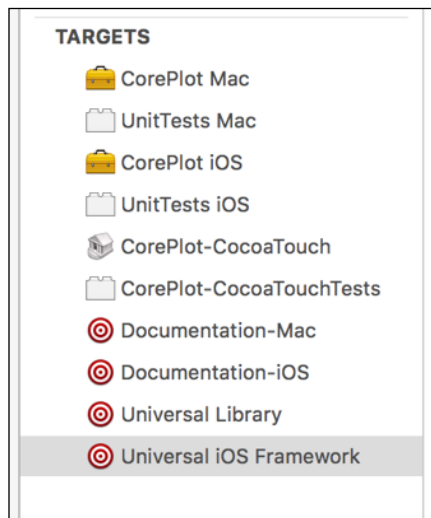 TARGETS
CorePlot Mac
UnitTests Mac
CorePlot iOS
UnitTests iOS
CorePlot-CocoaTouch
CorePlot-CocoaTouchTests
Documentation-Mac
Documentation-iOS
Universal Library
Universal iOS Framework